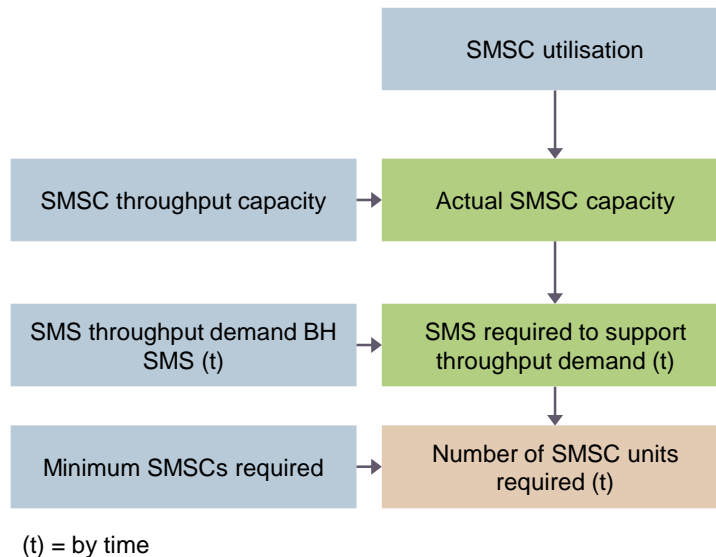 SMSC utilisation
SMSC throughput capacity
Actual SMSC capacity
SMS throughput demand BH
SMS (t)
SMS required to support
throughput demand (t)
Minimum SMSCs required
Number of SMSC units
required (t)
(t) = by time